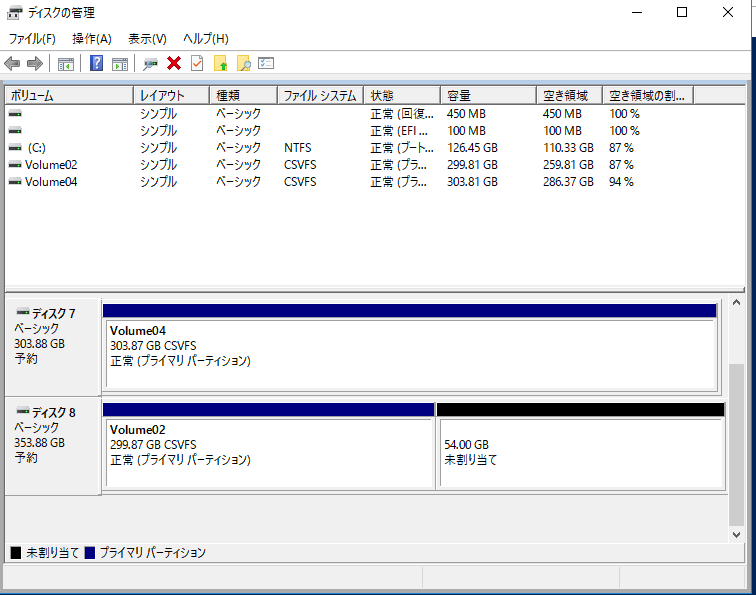 ディスクの管理
ファイル(F) 操作(A) 表示(V) ヘルプ(H)
ボリューム レイアウト 種類 ファイル システム 状態 容量 空き領域 空き領域の割...
シンプル ベーシック 正常 (回復... 450 MB 450 MB 100 %
シンプル ベーシック 正常 (EFI ... 100 MB 100 MB 100 %
(C:) シンプル ベーシック NTFS 正常 (ブート... 126.45 GB 110.33 GB 87 %
Volume02 シンプル ベーシック CSVFS 正常 (プラ... 299.81 GB 259.81 GB 87 %
Volume04 シンプル ベーシック CSVFS 正常 (プラ... 303.81 GB 286.37 GB 94 %
ディスク 7
ベーシック
303.88 GB
予約
Volume04
303.87 GB CSVFS
正常 (プライマリ パーティション)
ディスク 8
ベーシック
353.88 GB
予約
Volume02
299.87 GB CSVFS
正常 (プライマリ パーティション)
54.00 GB
未割り当て
未割り当て プライマリ パーティション